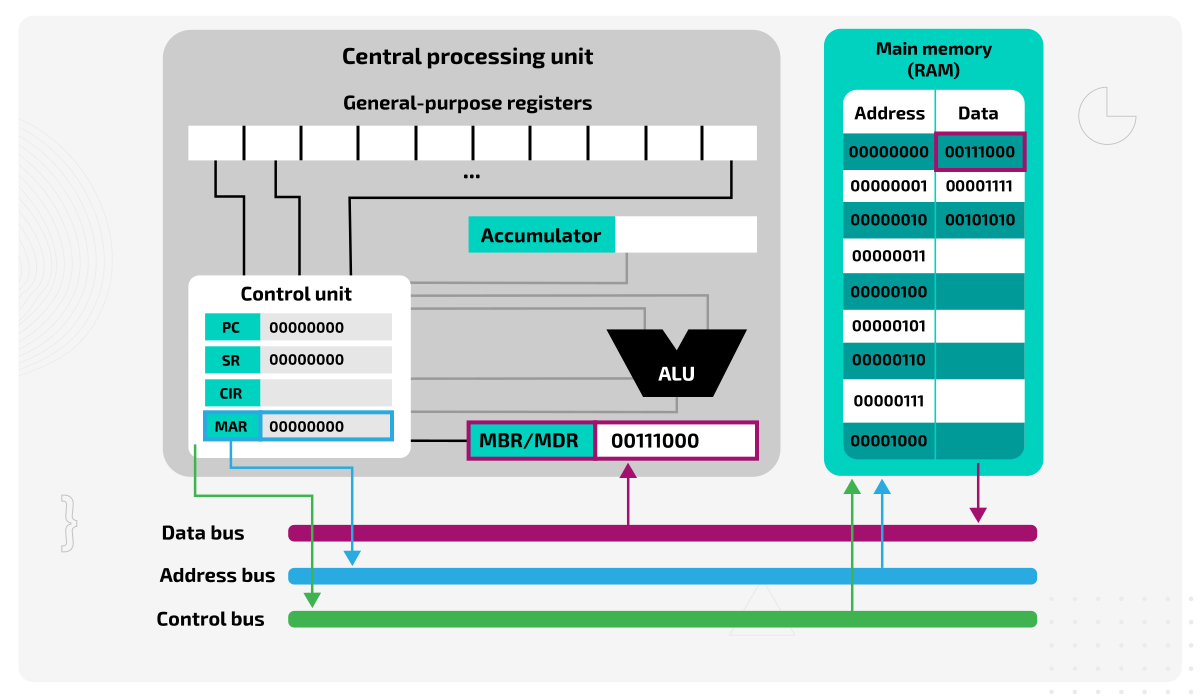 Central processing unit
General-purpose registers
...
Accumulator
Control unit
PC 00000000
SR 00000000
CIR
MAR 00000000
ALU
MBR/MDR 00111000
Main memory
(RAM)
Address Data
00000000 00111000
00000001 00001111
00000010 00101010
00000011
00000100
00000101
00000110
00000111
00001000
Data bus
Address bus
Control bus